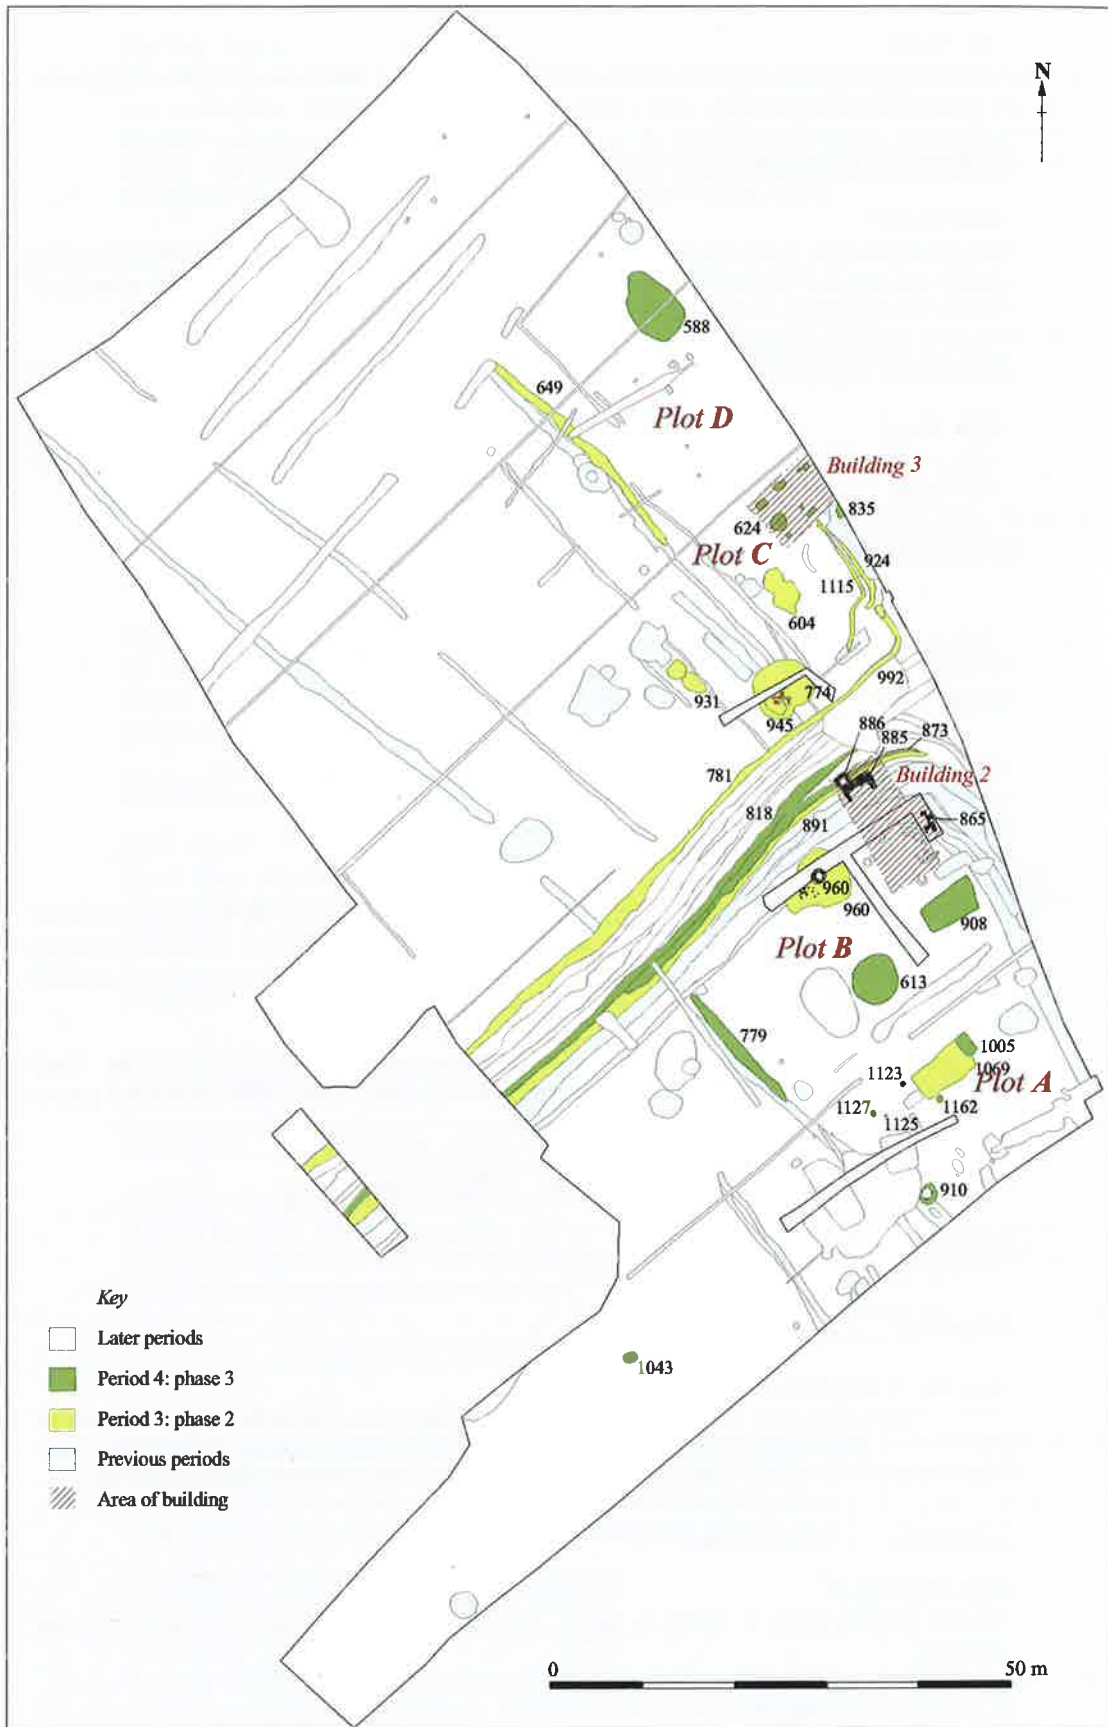 N
588
649
Plot D
Building 3
835
624
Plot C
924
1115
604
992
931
774
945
886
885
873
781
Building 2
818
891
865
960
960
908
Plot B
613
779
1005
1069
1123
Plot A
1127
1162
1125
910
Key
Later periods
Period 4: phase 3
1043
Period 3: phase 2
Previous periods
Area of building
0
50 m